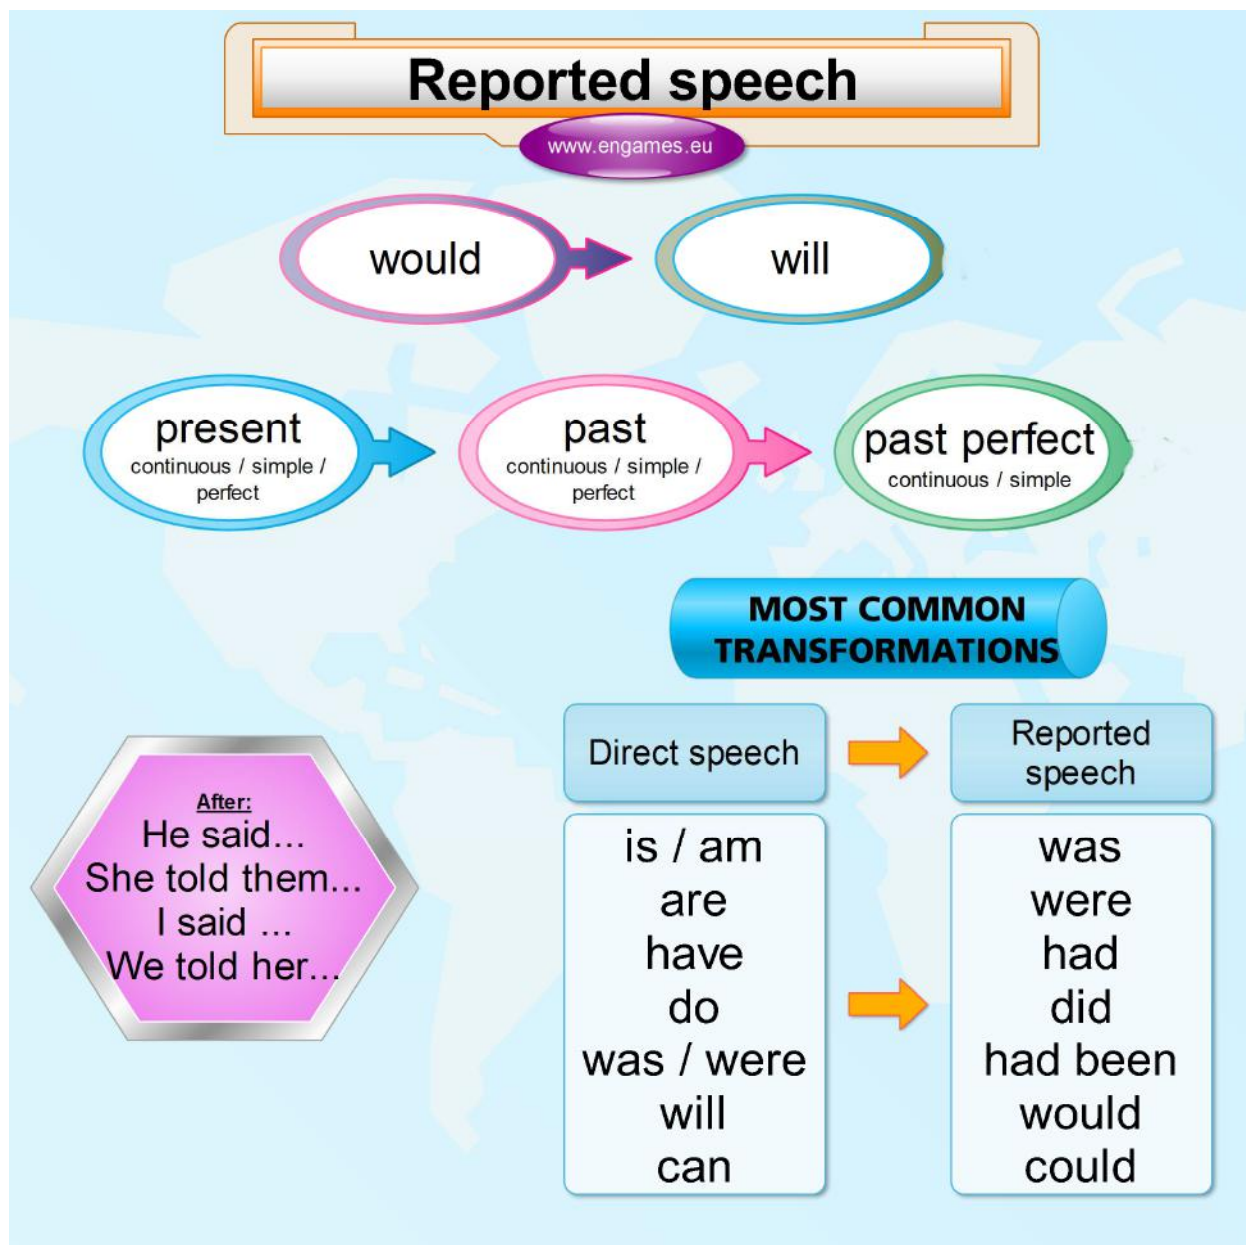 Reported speech
www.engames.eu
would
will
present
continuous / simple /
perfect
past
continuous / simple /
perfect
past perfect
continuous / simple
MOST COMMON
TRANSFORMATIONS
After:
He said...
She told them...
I said ...
We told her...
Direct speech
Reported
speech
is / am
are
have
do
was / were
will
can
was
were
had
did
had been
would
could